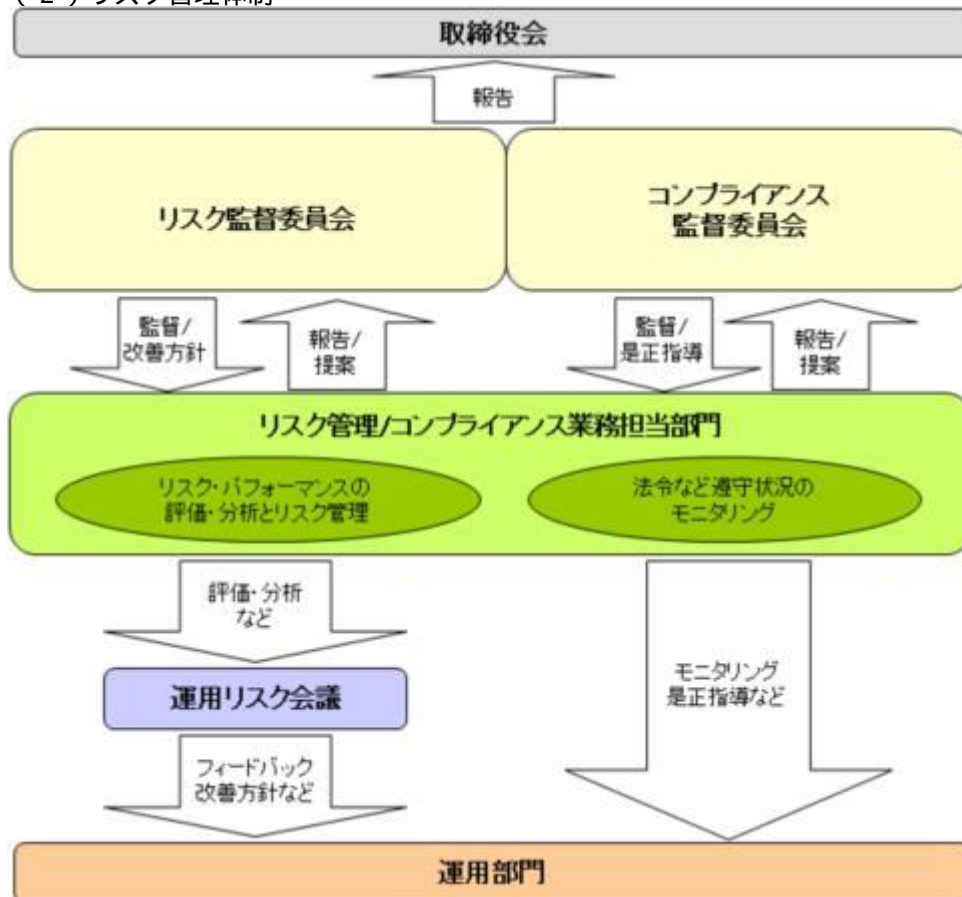 (2)リスク管理体制
取締役会
報告
リスク監督委員会
コンプライアンス
監督委員会
監督/
改善方針
報告/
提案
監督/
是正指導
報告/
提案
リスク管理/コンプライアンス業務担当部門
リスク・パフォーマンスの
評価・分析とリスク管理
法令など遵守状況の
モニタリング
評価・分析
など
運用リスク会議
モニタリング
是正指導など
フィードバック
改善方針など
運用部門